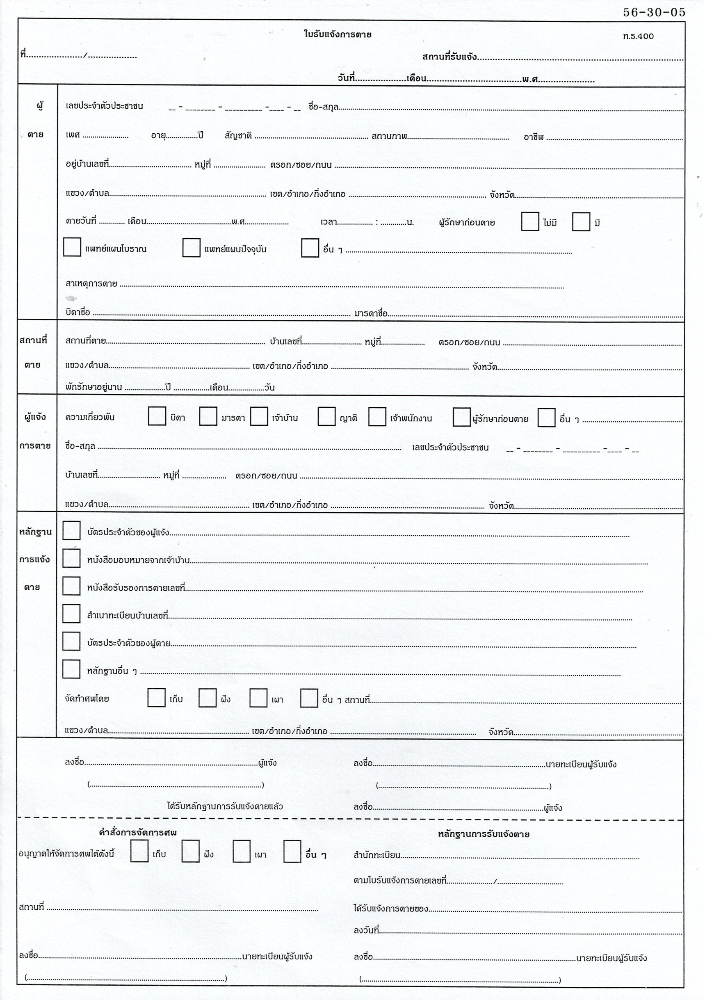 56-30-05
ใบรับแจ้งการตาย ท.ร.400
ที่....................../................... สถานที่รับแจ้ง................................................................................
วันที่....................เดือน.....................................พ.ศ......................
ผู้ เลขประจำตัวประชาชน __ - ________ - __________ -____ - __ ชื่อ-สกุล................................................................................
ตาย เพศ ..................... อายุ..............ปี สัญชาติ .................................................. สถานภาพ............................................. อาชีพ ............................................................
อยู่บ้านเลขที่..................................... หมู่ที่ ....................... ตรอก/ซอย/ถนน ................................................................................
แขวง/ตำบล...................................................................... เขต/อำเภอ/กิ่งอำเภอ ............................................................. จังหวัด..........................................................................
ตายวันที่ ............ เดือน......................................พ.ศ.................... เวลา................ : ............น. ผู้รักษาก่อนตาย ไม่มี มี
แพทย์แผนโบราณ แพทย์แผนปัจจุบัน อื่น ๆ ....................................................................................................
สาเหตุการตาย ................................................................................
บิดาชื่อ ................................................................................ มารดาชื่อ................................................................................
สถานที่ สถานที่ตาย...................................................................... บ้านเลขที่.......................... หมู่ที่................... ตรอก/ซอย/ถนน ................................................................................
ตาย แขวง/ตำบล............................................................... เขต/อำเภอ/กิ่งอำเภอ ............................................................. จังหวัด................................................................................
พักรักษาอยู่นาน ..................ปี ................เดือน................วัน
ผู้แจ้ง ความเกี่ยวพัน บิดา มารดา เจ้าบ้าน ญาติ เจ้าพนักงาน ผู้รักษาก่อนตาย อื่น ๆ .............................................
การตาย ชื่อ-สกุล ................................................................................ เลขประจำตัวประชาชน __ - ________ - __________ -____ - __
บ้านเลขที่............................ หมู่ที่ .................... ตรอก/ซอย/ถนน ................................................................................
แขวง/ตำบล............................................................... เขต/อำเภอ/กิ่งอำเภอ .................................................................... จังหวัด..........................................................................
หลักฐาน บัตรประจำตัวของผู้แจ้ง................................................................................
การแจ้ง หนังสือมอบหมายจากเจ้าบ้าน................................................................................
ตาย หนังสือรับรองการตายเลขที่................................................................................
สำเนาทะเบียนบ้านเลขที่................................................................................
บัตรประจำตัวของผู้ตาย................................................................................
หลักฐานอื่น ๆ ................................................................................
จัดทำศพโดย เก็บ ฝัง เผา อื่น ๆ สถานที่................................................................................
แขวง/ตำบล............................................................... เขต/อำเภอ/กิ่งอำเภอ ................................................................. จังหวัด..........................................................................
ลงชื่อ.............................................................................ผู้แจ้ง ลงชื่อ.............................................................................นายทะเบียนผู้รับแจ้ง
(.............................................................................) (.............................................................................)
ได้รับหลักฐานการรับแจ้งตายแล้ว ลงชื่อ............................................................................ผู้แจ้ง
คำสั่งการจัดการศพ หลักฐานการรับแจ้งตาย
อนุญาตให้จัดการศพได้ดังนี้ เก็บ ฝัง เผา อื่น ๆ สำนักทะเบียน................................................................................
ตามใบรับแจ้งการตายเลขที่..................../.............................
สถานที่ ................................................................................ ได้รับแจ้งการตายของ................................................................................
ลงวันที่................................................................................
ลงชื่อ................................................................................นายทะเบียนผู้รับแจ้ง ลงชื่อ................................................................................นายทะเบียนผู้รับแจ้ง
(................................................................................) (................................................................................)